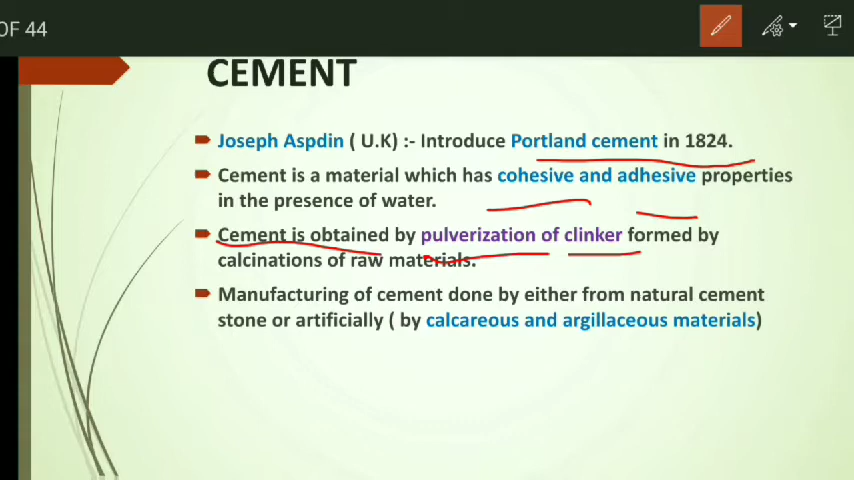 OF 44
CEMENT
Joseph Aspdin ( U.K) :- Introduce Portland cement in 1824.
Cement is a material which has cohesive and adhesive properties
in the presence of water.
Cement is obtained by pulverization of clinker formed by
calcinations of raw materials.
Manufacturing of cement done by either from natural cement
stone or artificially ( by calcareous and argillaceous materials)